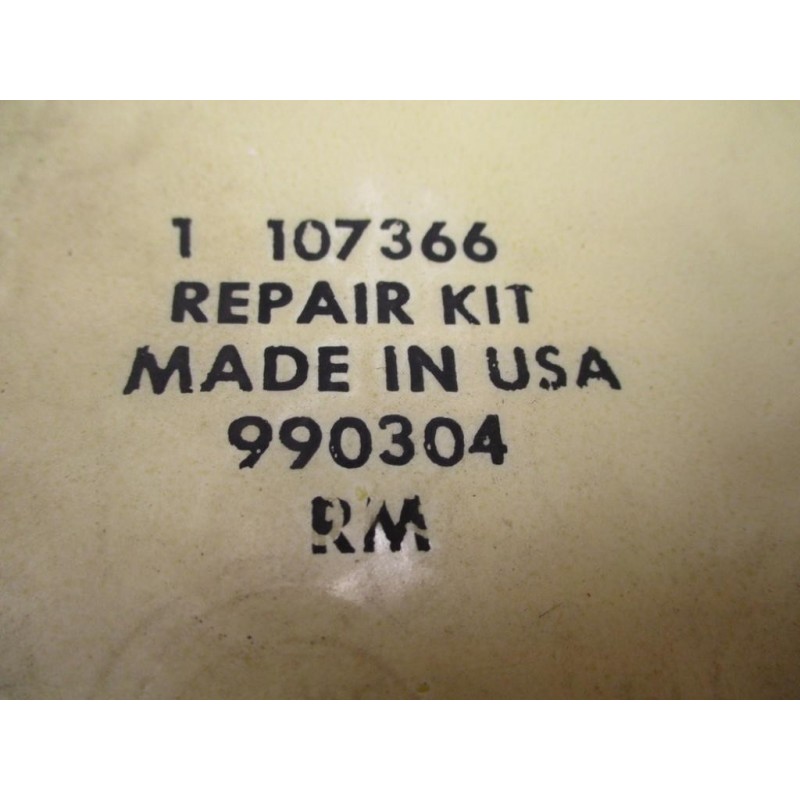 1 107366
REPAIR KIT
MADE IN USA
990304
RM